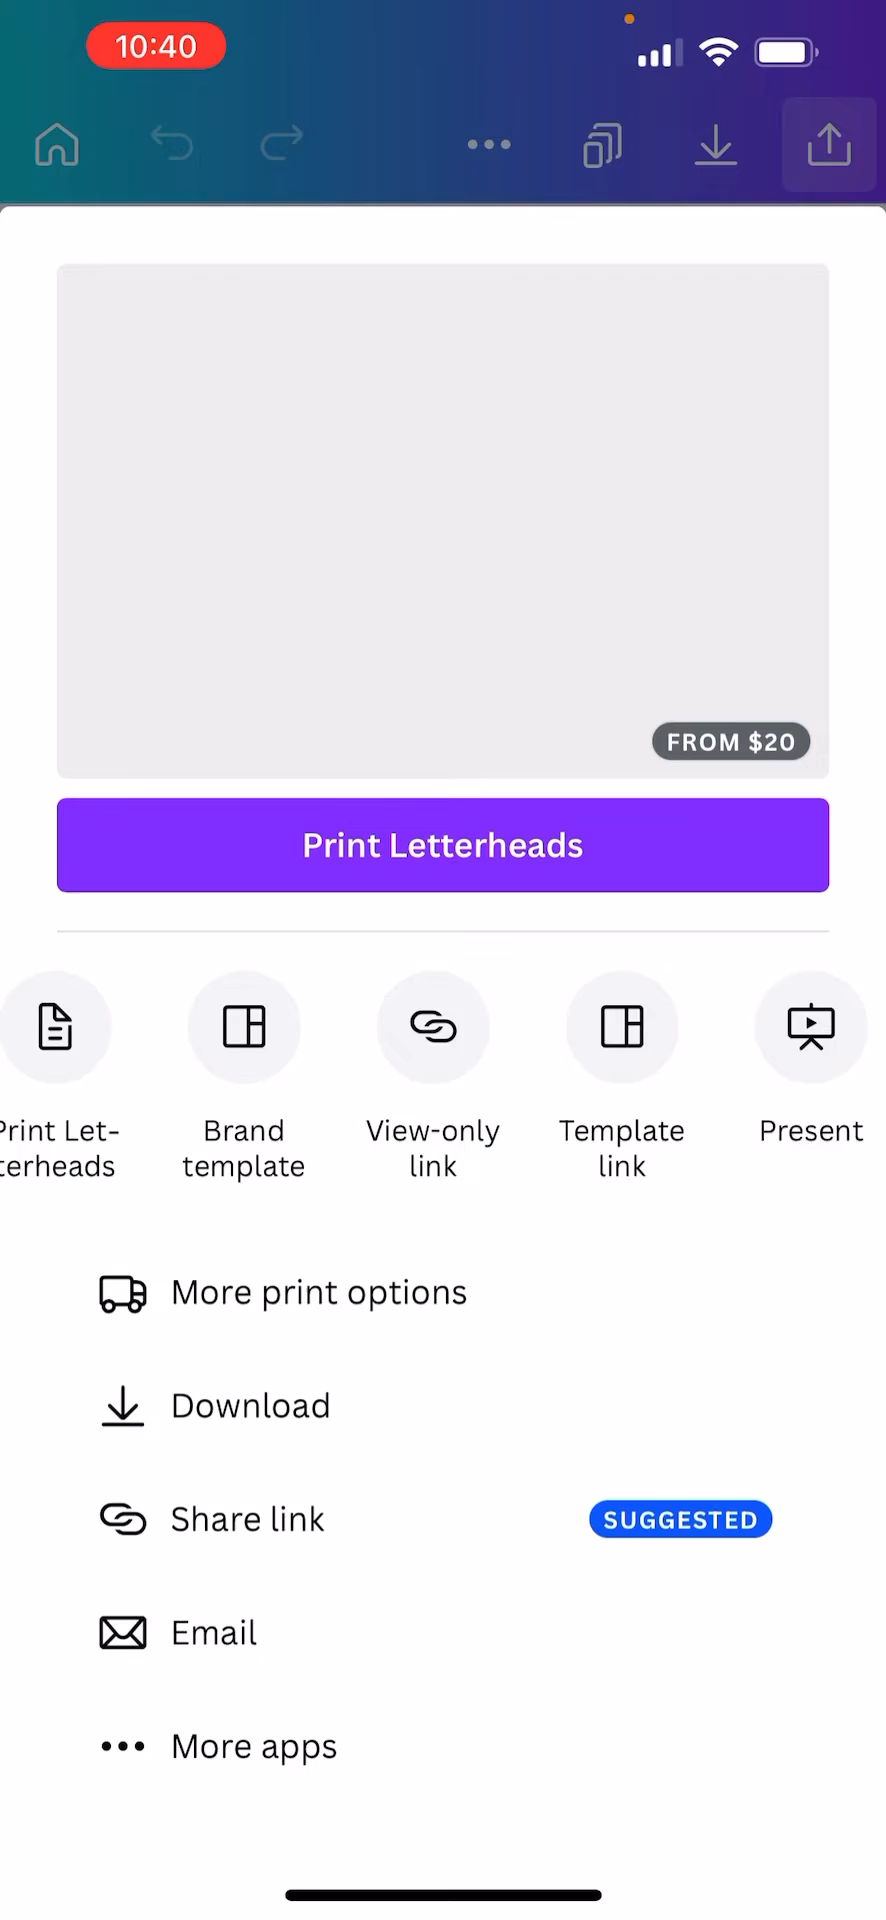 10:40
FROM $20
Print Letterheads
Print Let-
terheads
Brand
template
View-only
link
Template
link
Present
More print options
Download
Share link
SUGGESTED
Email
More apps